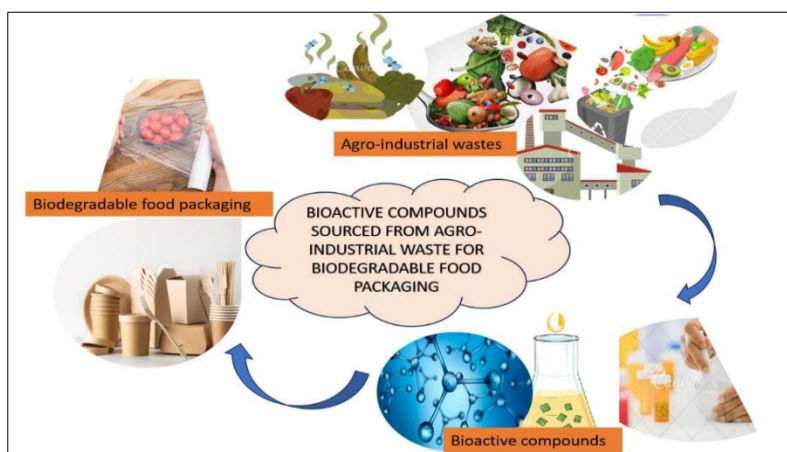 Agro-industrial wastes
Biodegradable food packaging
BIOACTIVE COMPOUNDS
SOURCED FROM AGRO-
INDUSTRIAL WASTE FOR
BIODEGRADABLE FOOD
PACKAGING
Bioactive compounds